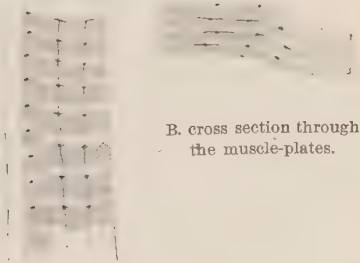 B. cross section through
the muscle-plates.